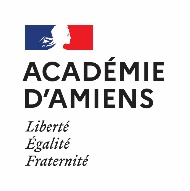 ACADÉMIE
D'AMIENS
Liberté
Égalité
Fraternité